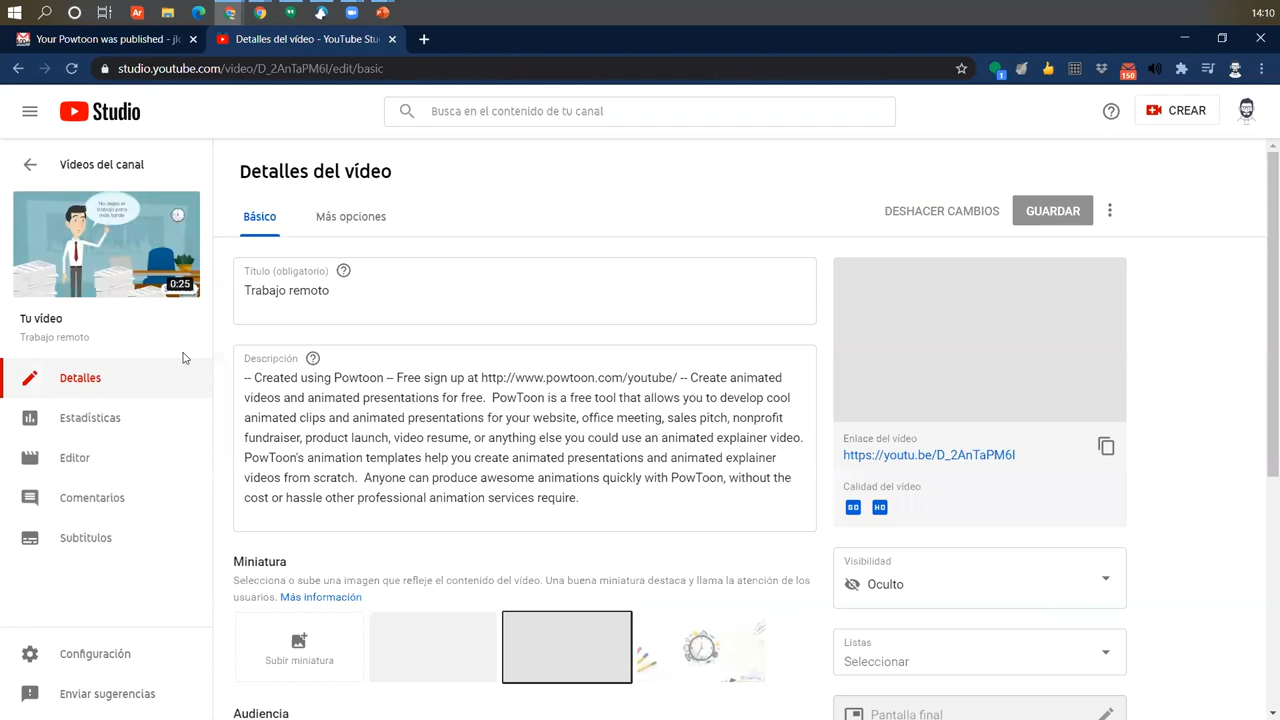 14:10
Your Powtoon was published - jk
Detalles del vídeo - YouTube Stu
studio.youtube.com/video/D_2AnTaPM6I/edit/basic
1
150
Studio
Busca en el contenido de tu canal
CREAR
Vídeos del canal
Detalles del vídeo
No dejes el
trabajo para
más tarde
0:25
Básico
Más opciones
DESHACER CAMBIOS
GUARDAR
Tu vídeo
Trabajo remoto
Detalles
Estadísticas
Editor
Comentarios
Subtítulos
Configuración
Enviar sugerencias
Título (obligatorio)
Trabajo remoto
Descripción
-- Created using Powtoon -- Free sign up at http://www.powtoon.com/youtube/ -- Create animated
videos and animated presentations for free. PowToon is a free tool that allows you to develop cool
animated clips and animated presentations for your website, office meeting, sales pitch, nonprofit
fundraiser, product launch, video resume, or anything else you could use an animated explainer video.
PowToon's animation templates help you create animated presentations and animated explainer
videos from scratch. Anyone can produce awesome animations quickly with PowToon, without the
cost or hassle other professional animation services require.
Miniatura
Selecciona o sube una imagen que refleje el contenido del vídeo. Una buena miniatura destaca y llama la atención de los
usuarios. Más información
Subir miniatura
Audiencia
Enlace del vídeo
https://youtu.be/D_2AnTaPM6I
Calidad del vídeo
SD HD
Visibilidad
Oculto
Listas
Seleccionar
Pantalla final